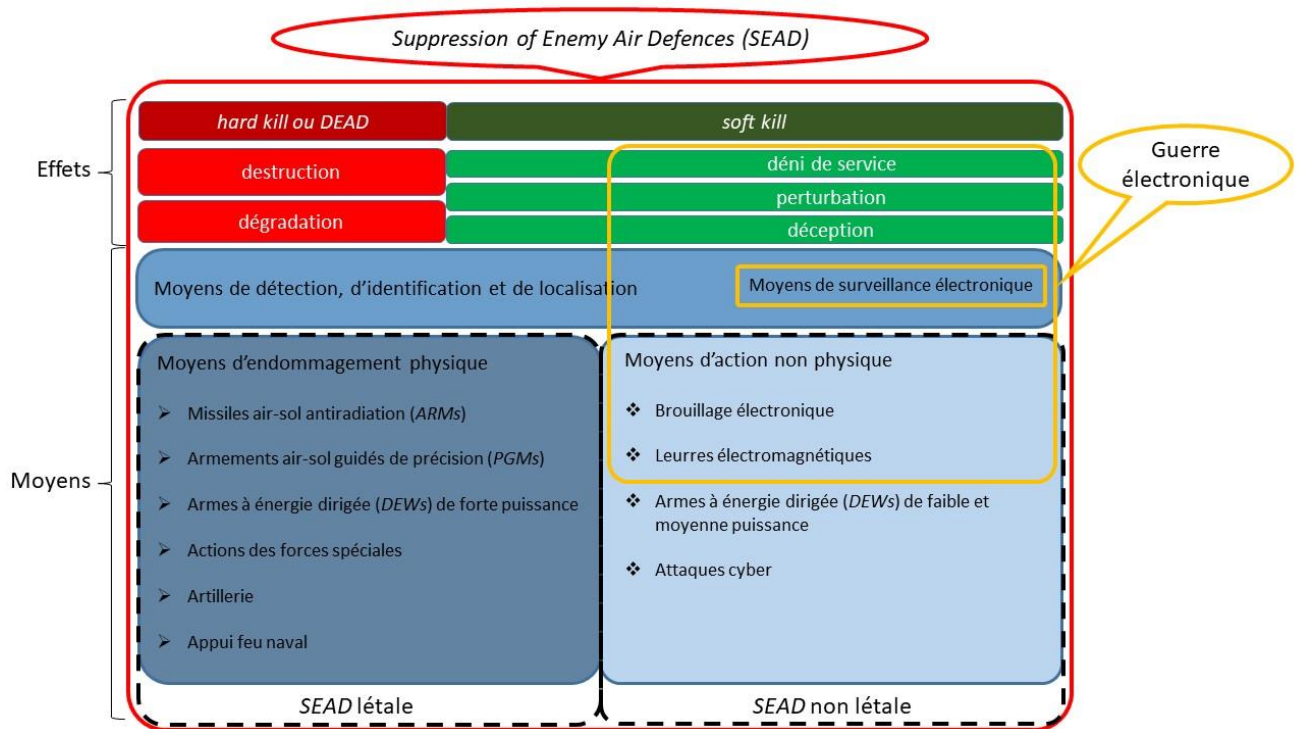 Suppression of Enemy Air Defences (SEAD)
hard kill ou DEAD
soft kill
Effets
destruction
dégradation
déni de service
perturbation
déception
Guerre
électronique
Moyens de détection, d’identification et de localisation
Moyens de surveillance électronique
Moyens
Moyens d’endommagement physique
Missiles air-sol antiradiation (ARMs)
Armements air-sol guidés de précision (PGMs)
Armes à énergie dirigée (DEWs) de forte puissance
Actions des forces spéciales
Artillerie
Appui feu naval
SEAD létale
Moyens d’action non physique
Brouillage électronique
Leurres électromagnétiques
Armes à énergie dirigée (DEWs) de faible et
moyenne puissance
Attaques cyber
SEAD non létale